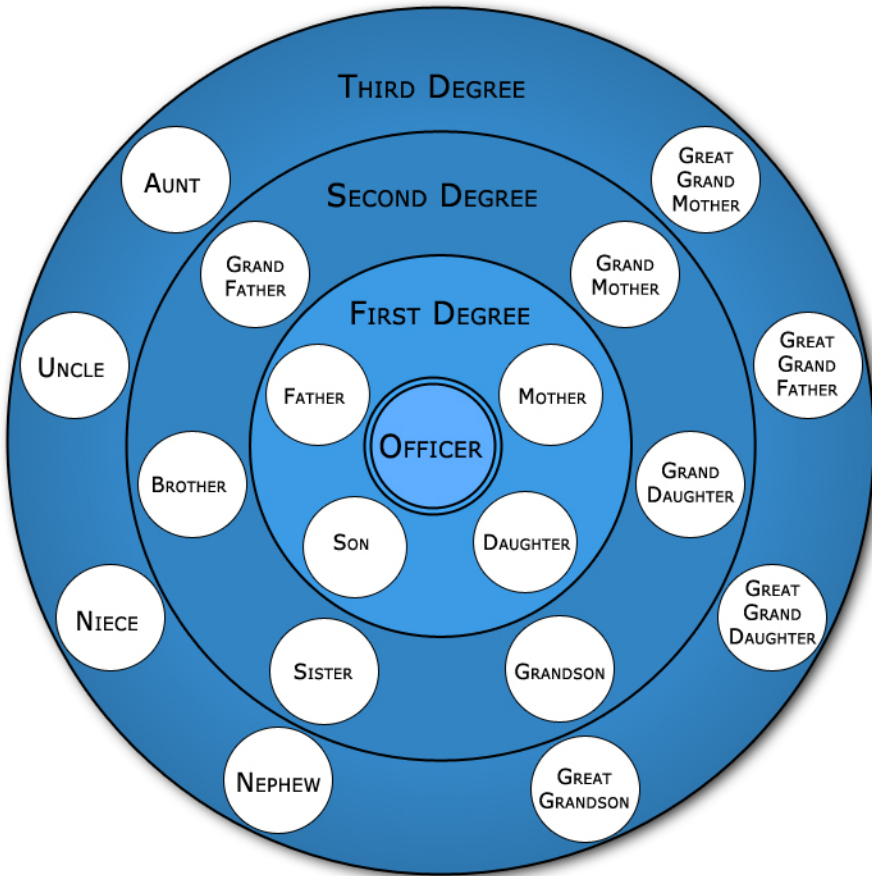 Third Degree
Aunt
Great
Grand
Mother
Second Degree
Grand
Father
Grand
Mother
First Degree
Uncle
Great
Grand
Father
Father
Mother
Officer
Brother
Grand
Daughter
Son
Daughter
Niece
Great
Grand
Daughter
Sister
Grandson
Nephew
Great
Grandson